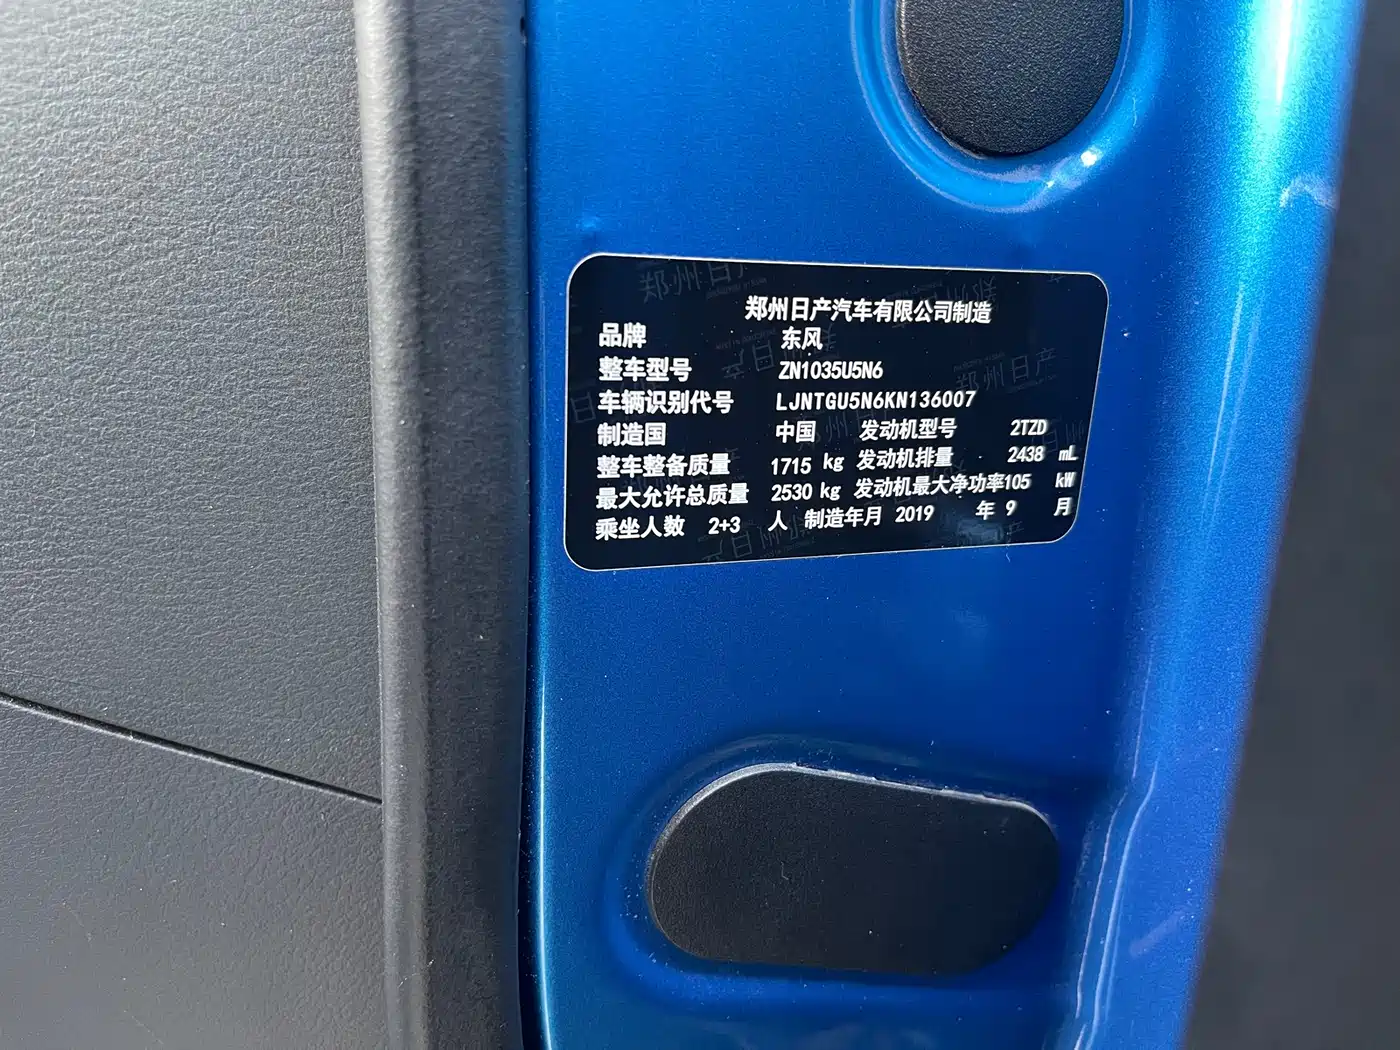 郑州日产汽车有限公司制造
品牌 东风
整车型号 ZN1035U5N6
车辆识别代号 LJNTGU5N6KN136007
制造国 中国 发动机型号 2TZD
整车整备质量 1715 kg 发动机排量 2438 mL
最大允许总质量 2530 kg 发动机最大净功率105 kW
乘坐人数 2+3 人 制造年月 2019 年 9 月